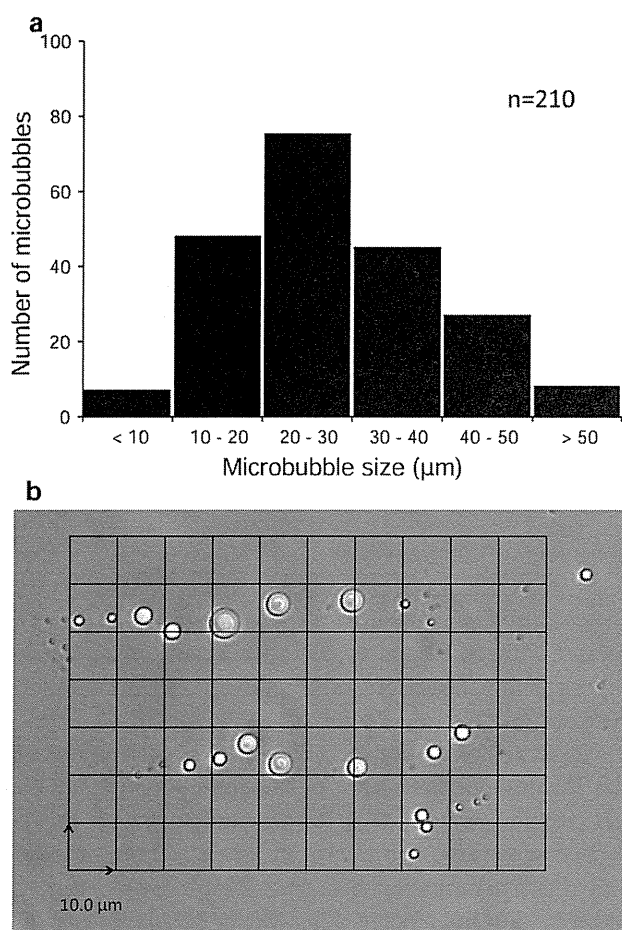 a
100
80
60
40
20
0
Number of microbubbles
n=210
< 10 10 - 20 20 - 30 30 - 40 40 - 50 > 50
Microbubble size (μm)
b
10.0 μm